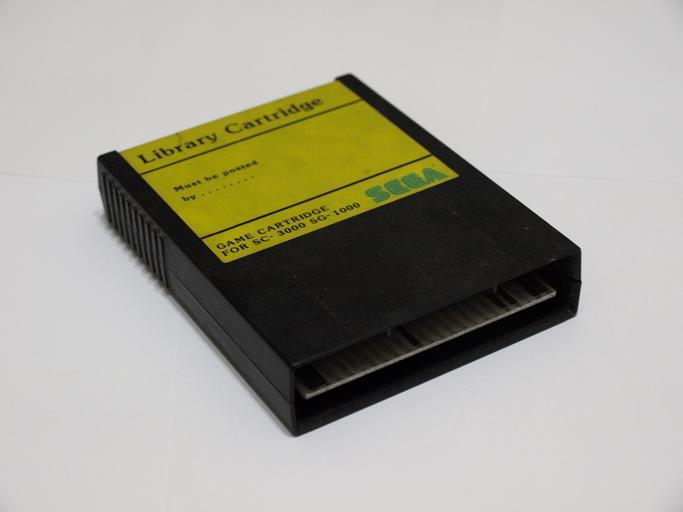 Library Cartridge
Must be posted
by ........
GAME CARTRIDGE
FOR SC-3000 SG-1000
SEGA